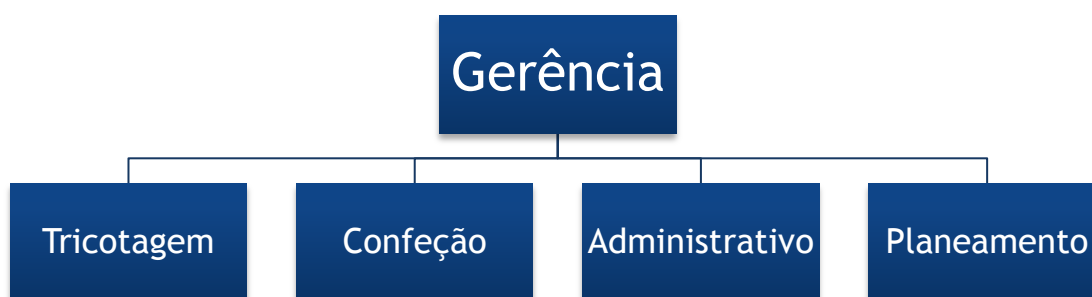 Gerência
Tricotagem
Confeção
Administrativo
Planeamento